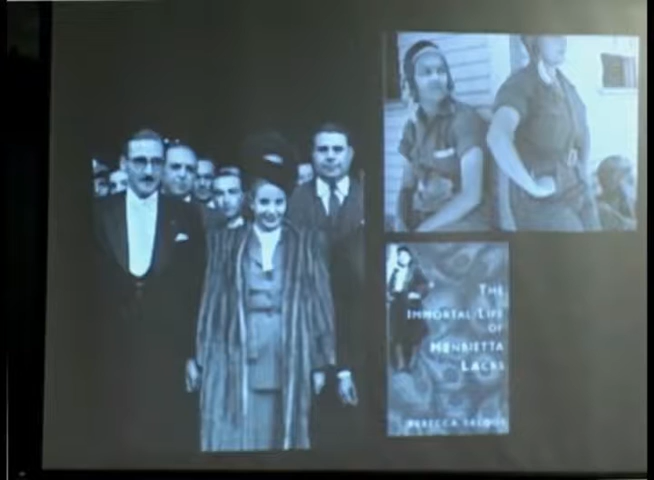 THE
IMMORTAL LIFE
OF
HENRIETTA
LACKS
REBECCA SKLOOT